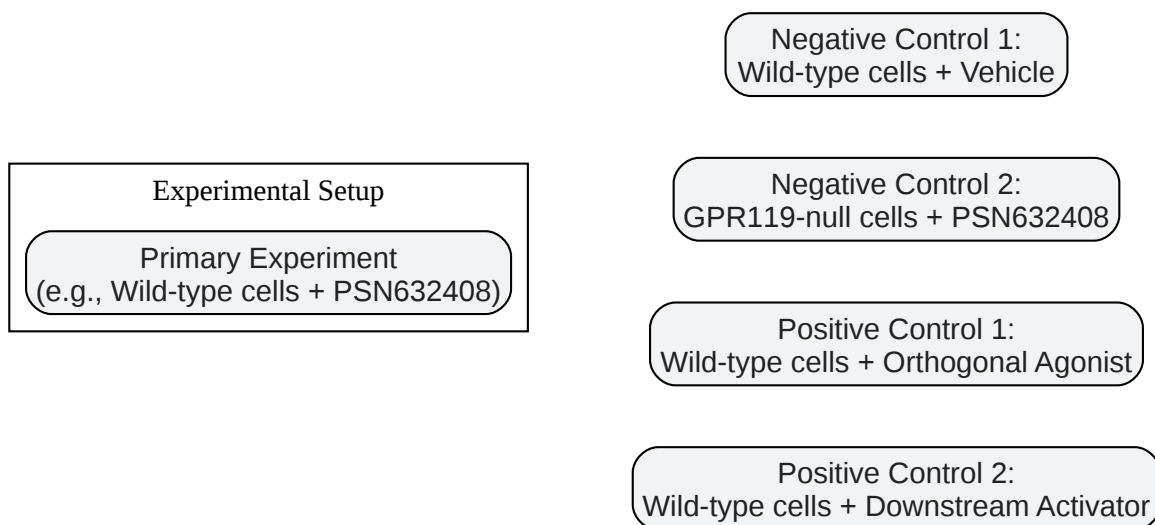 Experimental Setup
Primary Experiment
(e.g., Wild-type cells + PSN632408)
Negative Control 1:
Wild-type cells + Vehicle
Negative Control 2:
GPR119-null cells + PSN632408
Positive Control 1:
Wild-type cells + Orthogonal Agonist
Positive Control 2:
Wild-type cells + Downstream Activator